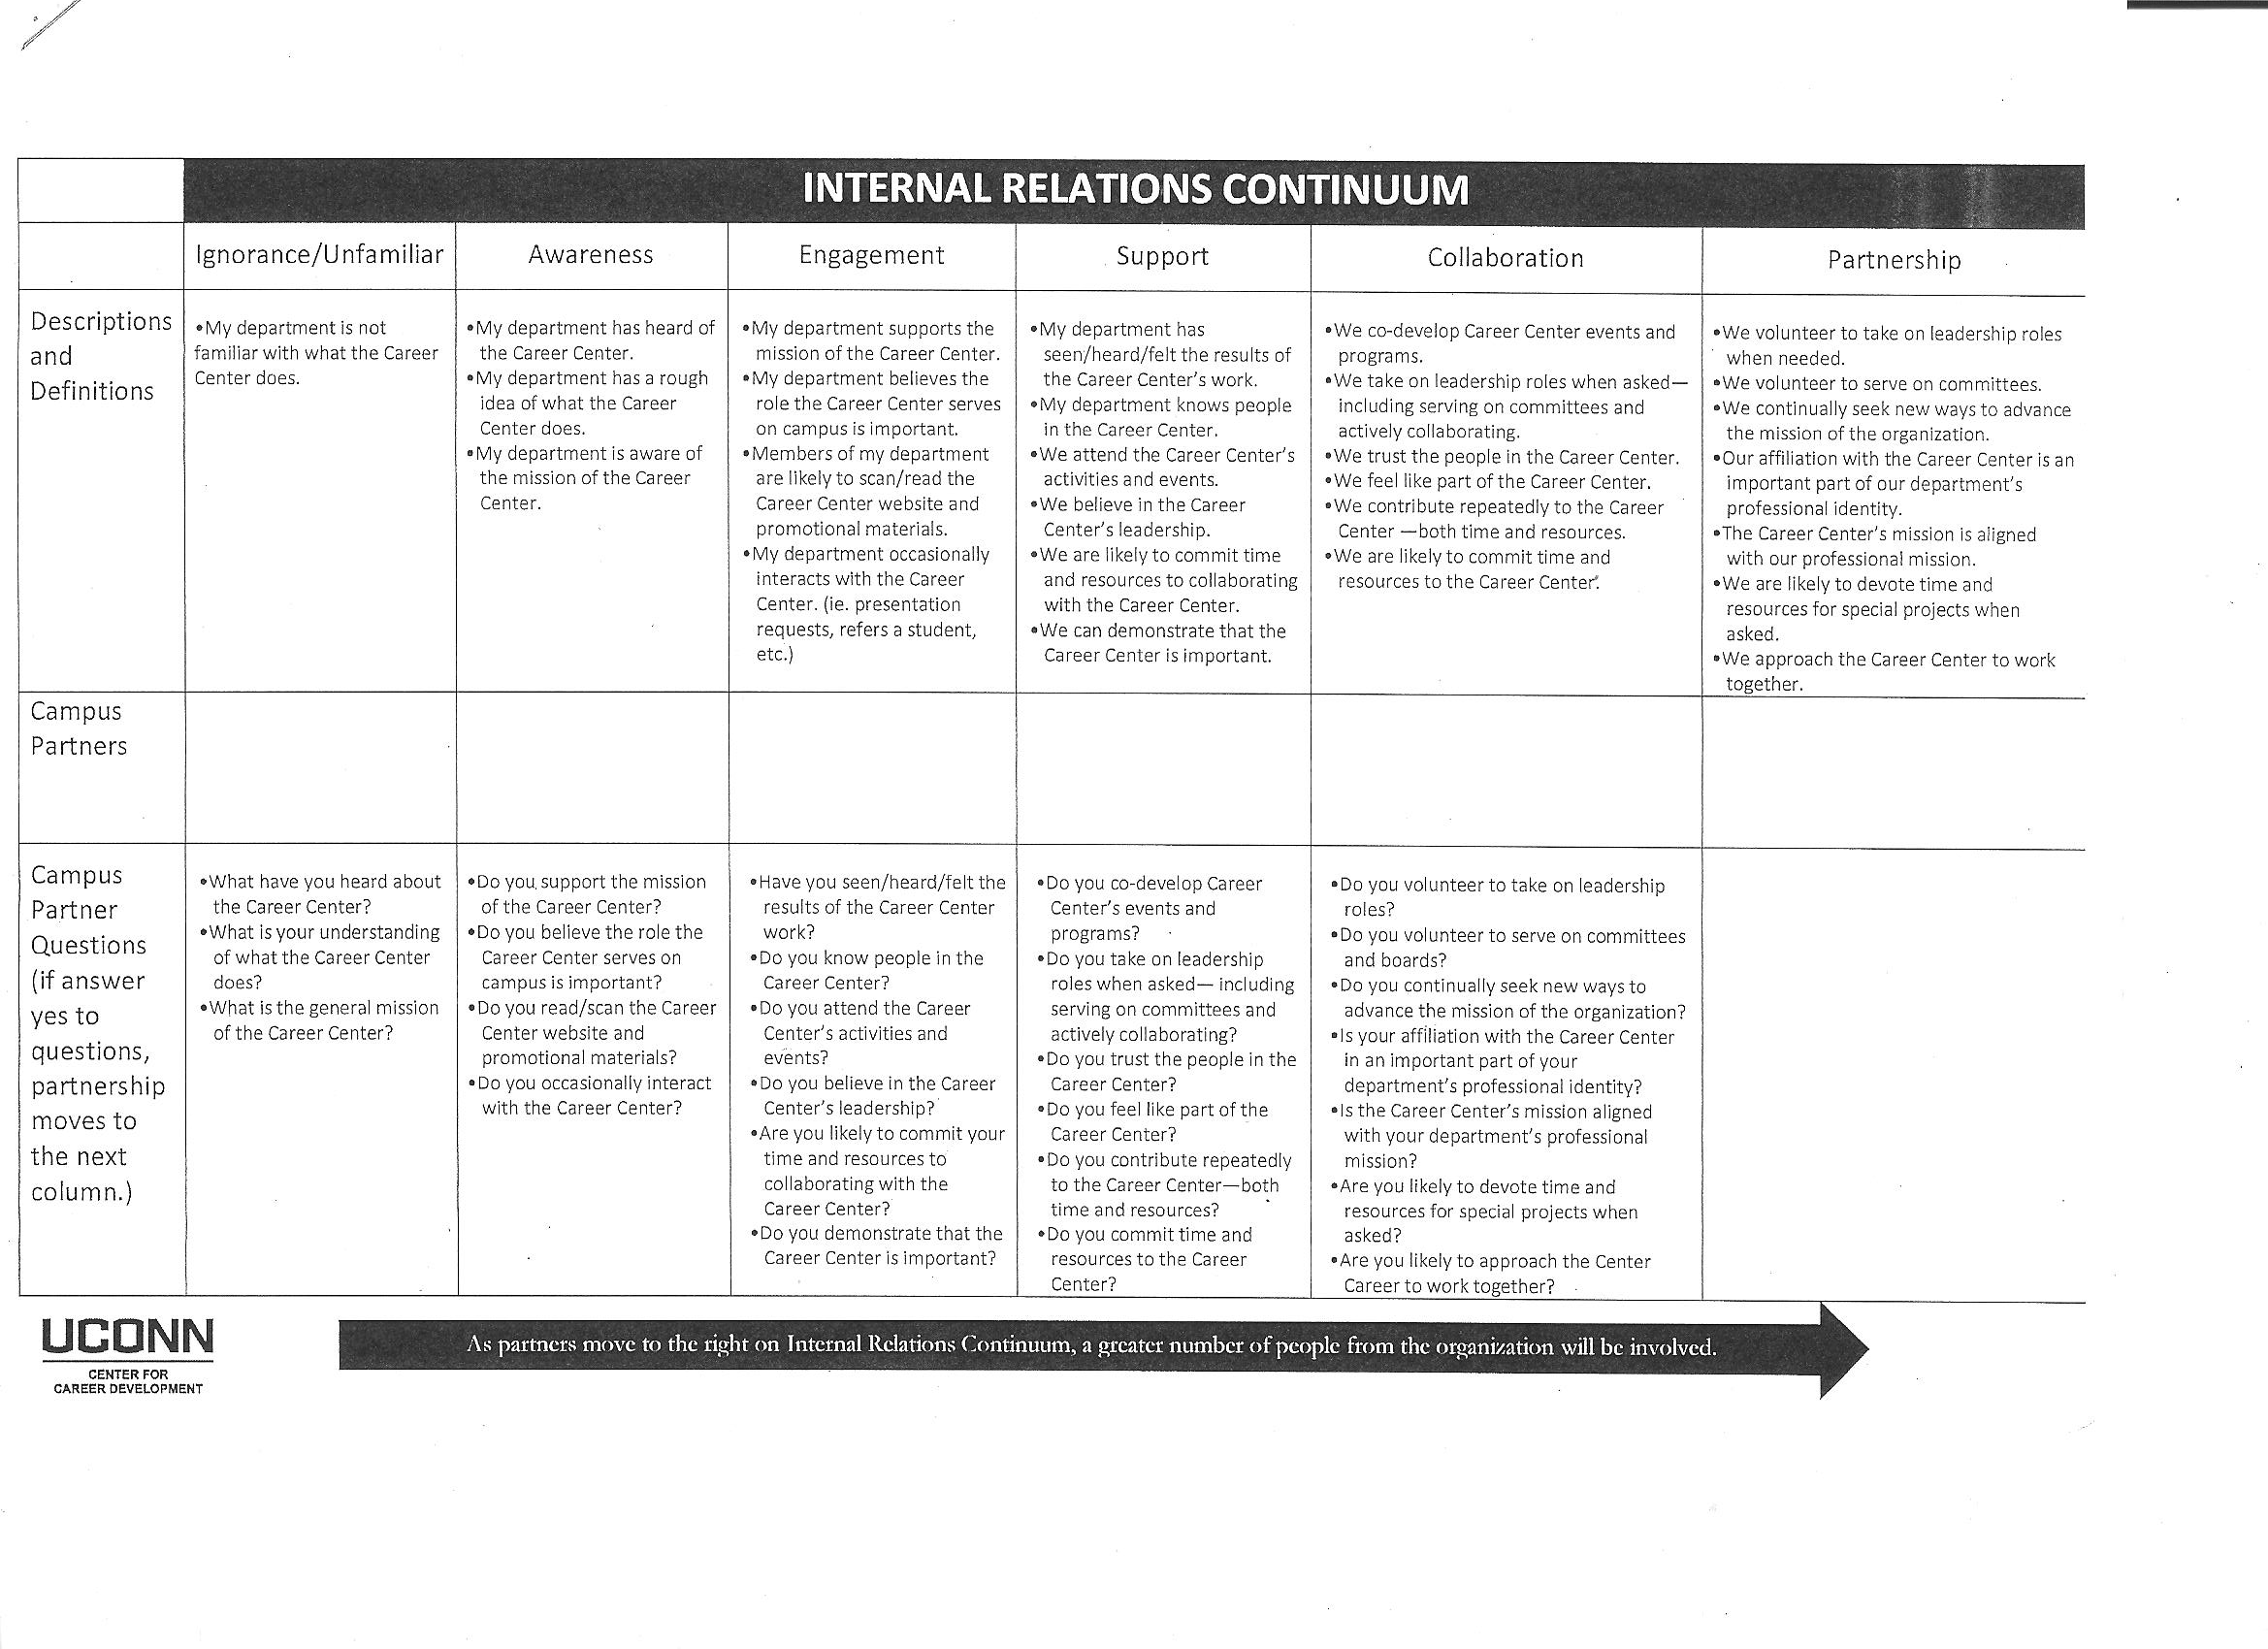 INTERNAL RELATIONS CONTINUUM
Ignorance/Unfamiliar
Awareness
Engagement
Support
Collaboration
Partnership
Descriptions
and
Definitions
•My department is not
familiar with what the Career
Center does.
•My department has heard of
the Career Center.
•My department has a rough
idea of what the Career
Center does.
•My department is aware of
the mission of the Career
Center.
•My department supports the
mission of the Career Center.
•My department believes the
role the Career Center serves
on campus is important.
•Members of my department
are likely to scan/read the
Career Center website and
promotional materials.
•My department occasionally
interacts with the Career
Center. (ie. presentation
requests, refers a student,
etc.)
•My department has
seen/heard/felt the results of
the Career Center's work.
•My department knows people
in the Career Center.
•We attend the Career Center's
activities and events.
•We believe in the Career
Center's leadership.
•We are likely to commit time
and resources to collaborating
with the Career Center.
•We can demonstrate that the
Career Center is important.
•We co-develop Career Center events and
programs.
•We take on leadership roles when asked—
including serving on committees and
actively collaborating.
•We trust the people in the Career Center.
•We feel like part of the Career Center.
•We contribute repeatedly to the Career
Center —both time and resources.
•We are likely to commit time and
resources to the Career Center.
•We volunteer to take on leadership roles
when needed.
•We volunteer to serve on committees.
•We continually seek new ways to advance
the mission of the organization.
•Our affiliation with the Career Center is an
important part of our department's
professional identity.
•The Career Center's mission is aligned
with our professional mission.
•We are likely to devote time and
resources for special projects when
asked.
•We approach the Career Center to work
together.
Campus
Partners
Campus
Partner
Questions
(if answer
yes to
questions,
partnership
moves to
the next
column.)
•What have you heard about
the Career Center?
•What is your understanding
of what the Career Center
does?
•What is the general mission
of the Career Center?
•Do you support the mission
of the Career Center?
•Do you believe the role the
Career Center serves on
campus is important?
•Do you read/scan the Career
Center website and
promotional materials?
•Do you occasionally interact
with the Career Center?
•Have you seen/heard/felt the
results of the Career Center
work?
•Do you know people in the
Career Center?
•Do you attend the Career
Center's activities and
events?
•Do you believe in the Career
Center's leadership?
•Are you likely to commit your
time and resources to
collaborating with the
Career Center?
•Do you demonstrate that the
Career Center is important?
•Do you co-develop Career
Center's events and
programs?
•Do you take on leadership
roles when asked— including
serving on committees and
actively collaborating?
•Do you trust the people in the
Career Center?
•Do you feel like part of the
Career Center?
•Do you contribute repeatedly
to the Career Center—both
time and resources?
•Do you commit time and
resources to the Career
Center?
•Do you volunteer to take on leadership
roles?
•Do you volunteer to serve on committees
and boards?
•Do you continually seek new ways to
advance the mission of the organization?
•Is your affiliation with the Career Center
in an important part of your
department's professional identity?
•Is the Career Center's mission aligned
with your department's professional
mission?
•Are you likely to devote time and
resources for special projects when
asked?
•Are you likely to approach the Center
Career to work together?
UCONN
CENTER FOR
CAREER DEVELOPMENT
As partners move to the right on Internal Relations Continuum, a greater number of people from the organization will be involved.